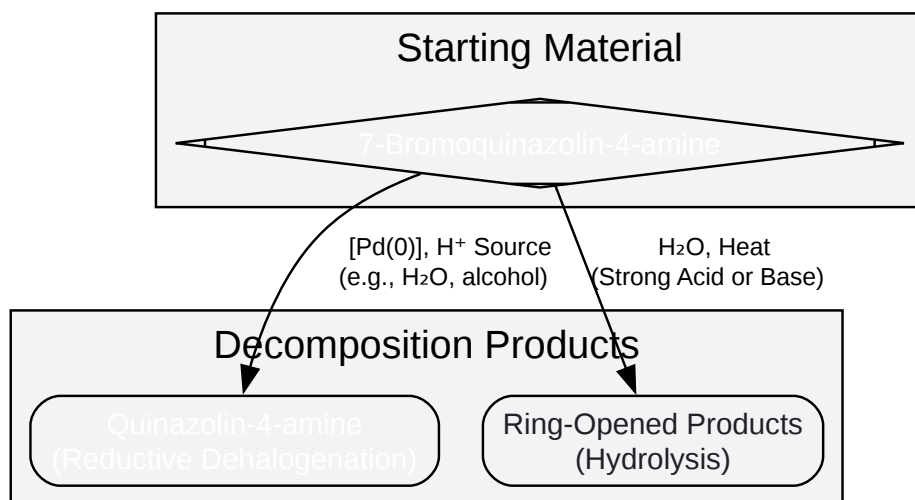 Starting Material
7-Bromoquinazolin-4-amine
[Pd(0)], H⁺ Source
(e.g., H₂O, alcohol)
H₂O, Heat
(Strong Acid or Base)
Decomposition Products
Quinazolin-4-amine
(Reductive Dehalogenation)
Ring-Opened Products
(Hydrolysis)